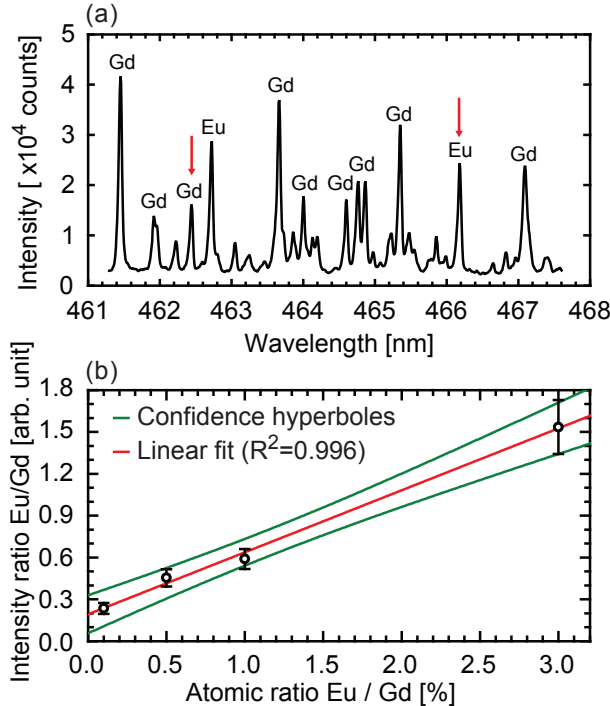 (a)
Intensity [ x10⁴ counts]
5
4
3
2
1
0
Gd
Gd
Gd
Eu
Gd
Gd
Gd
Gd
Gd
Eu
Gd
461 462 463 464 465 466 467 468
Wavelength [nm]
(b)
Intensity ratio Eu/Gd [arb. unit]
1.8
1.5
1.2
0.9
0.6
0.3
0.0
Confidence hyperboles
Linear fit (R²=0.996)
0.0 0.5 1.0 1.5 2.0 2.5 3.0
Atomic ratio Eu / Gd [%]